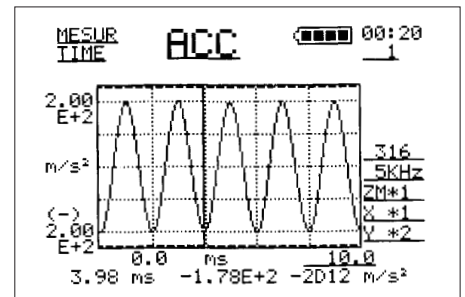 MESUR ACC 00:20
TIME 1
2.00
E+2
m/s²
316
5KHz
ZM*1
(-) X *1
2.00 Y *2
E+2
0.0 ms 10.0
3.98 ms -1.78E+2 -2D12 m/s²